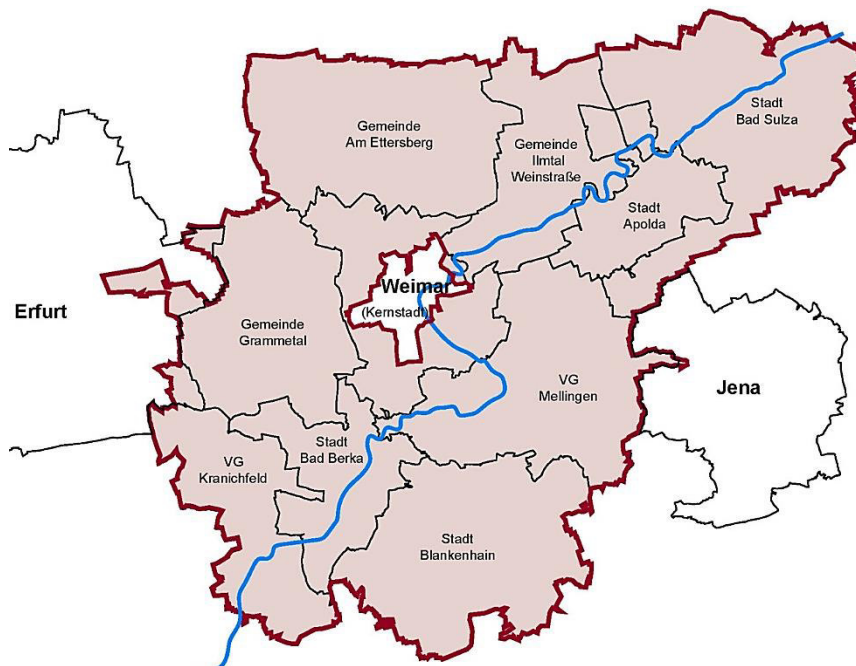 Stadt
Bad Sulza
Gemeinde
Am Ettersberg
Gemeinde
Ilmtal
Weinstraße
Stadt
Apolda
Weimar
(Kernstadt)
Erfurt
Gemeinde
Grammetal
VG
Mellingen
Jena
Stadt
Bad Berka
VG
Kranichfeld
Stadt
Blankenhain